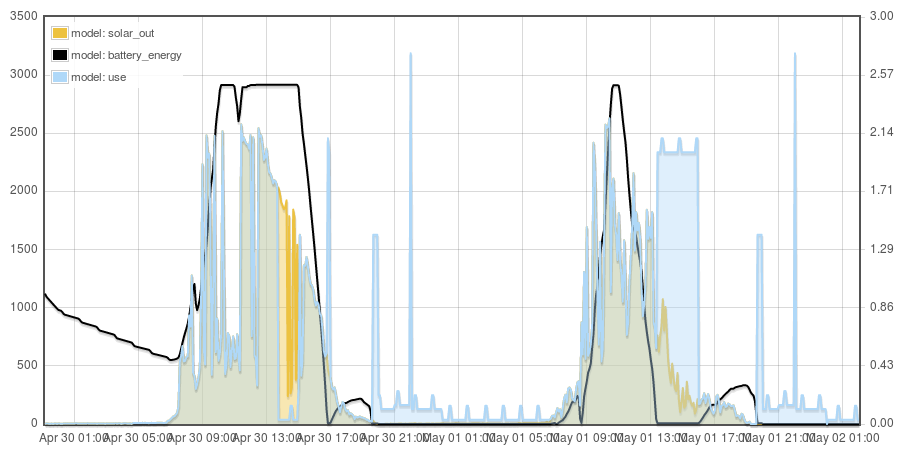 3500 3.00
model: solar_out
model: battery_energy
model: use
3000 2.57
2500 2.14
2000 1.71
1500 1.29
1000 0.86
500 0.43
0 0.00
Apr 30 01:00 Apr 30 05:00 Apr 30 09:00 Apr 30 13:00 Apr 30 17:00 Apr 30 21:00 May 01 01:00 May 01 05:00 May 01 09:00 May 01 13:00 May 01 17:00 May 01 21:00 May 02 01:00